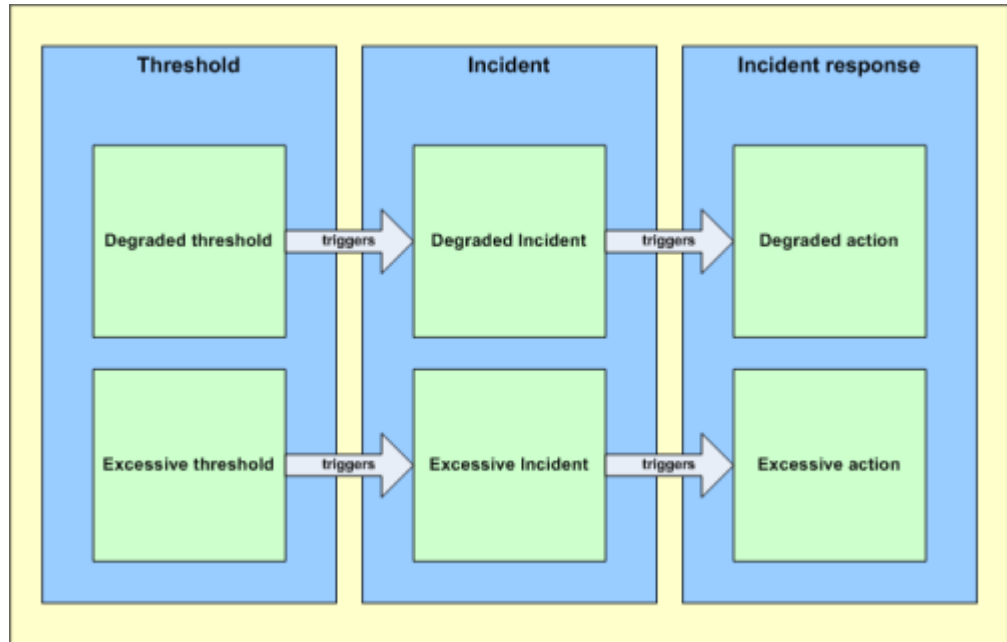 Threshold
Incident
Incident response
Degraded threshold
triggers
Degraded Incident
triggers
Degraded action
Excessive threshold
triggers
Excessive Incident
triggers
Excessive action